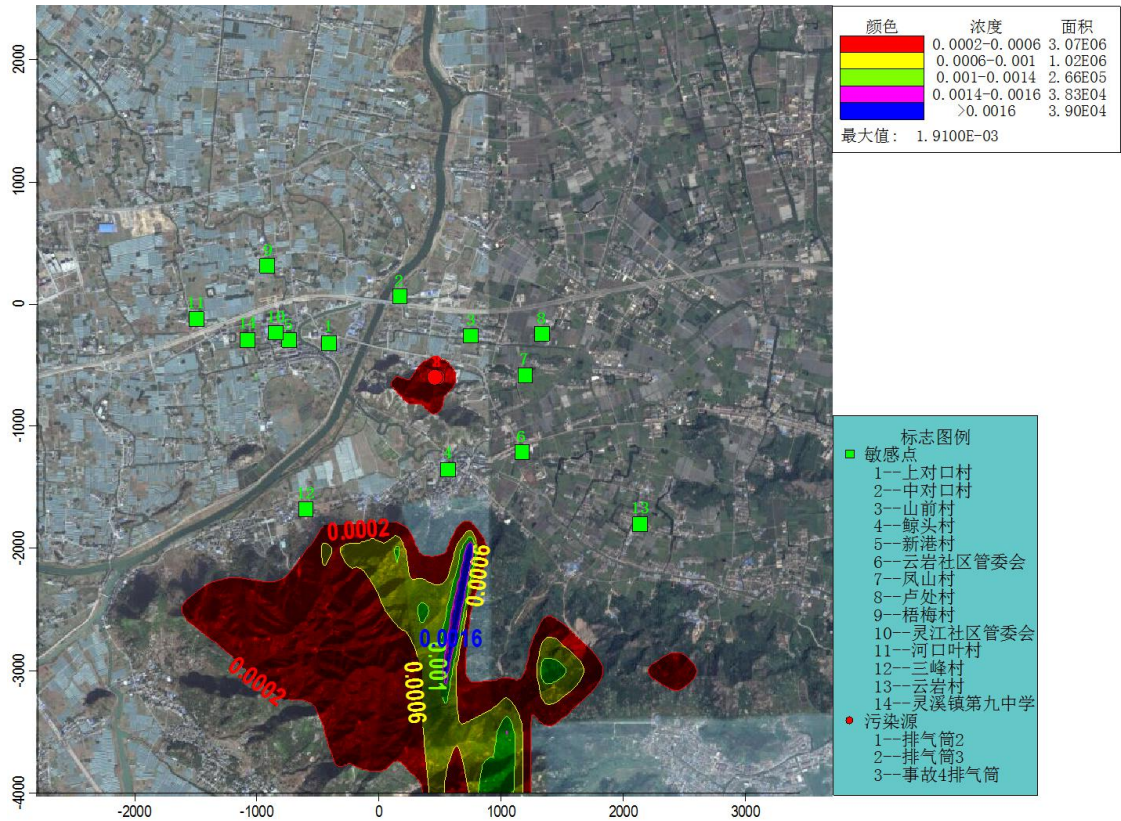 颜色 浓度 面积
0.0002-0.0006 3.07E06
0.0006-0.001 1.02E06
0.001-0.0014 2.66E05
0.0014-0.0016 3.83E04
>0.0016 3.90E04
最大值: 1.9100E-03
2000
1000
0
-1000
-2000
-3000
-4000
-2000 -1000 0 1000 2000 3000
9
2
11
14 10 5 1
3 8
7
6
4
12
13
0.0002
0.0006
0.0016
0.001
0.0002
0.0006
标志图例
敏感点
1--上对口村
2--中对口村
3--山前村
4--鲸头村
5--新港村
6--云岩社区管委会
7--凤山村
8--卢处村
9--梧梅村
10--灵江社区管委会
11--河口叶村
12--三峰村
13--云岩村
14--灵溪镇第九中学
污染源
1--排气筒2
2--排气筒3
3--事故4排气筒